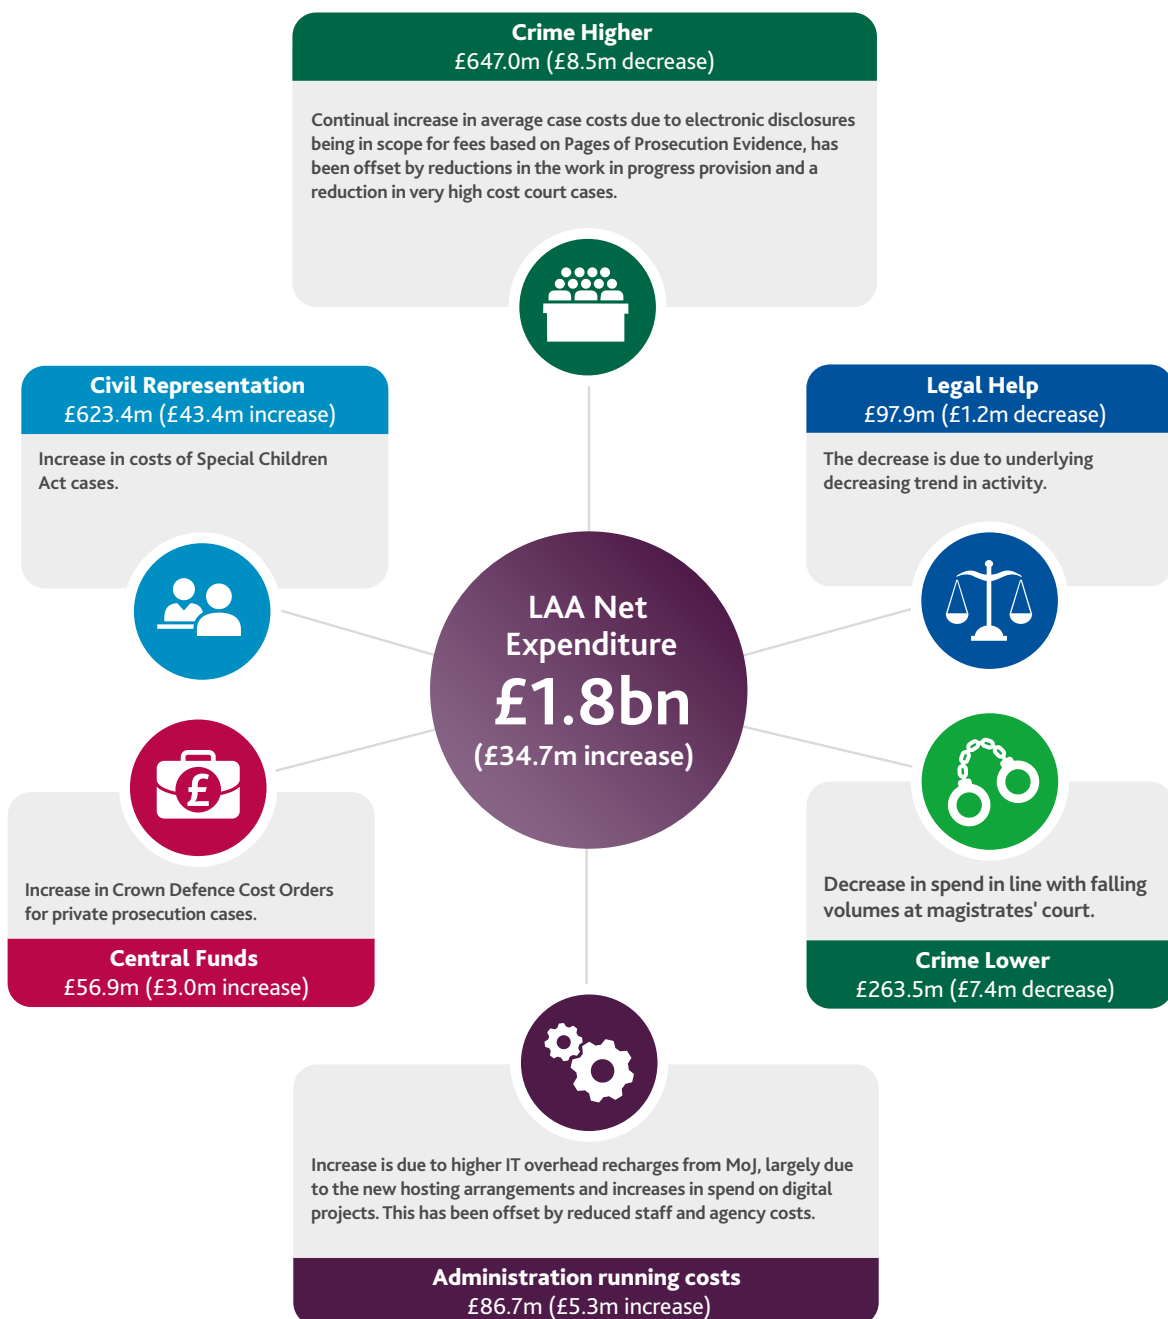 Crime Higher
£647.0m (£8.5m decrease)
Continual increase in average case costs due to electronic disclosures
being in scope for fees based on Pages of Prosecution Evidence, has
been offset by reductions in the work in progress provision and a
reduction in very high cost court cases.
Civil Representation
£623.4m (£43.4m increase)
Increase in costs of Special Children
Act cases.
Legal Help
£97.9m (£1.2m decrease)
The decrease is due to underlying
decreasing trend in activity.
LAA Net
Expenditure
£1.8bn
(£34.7m increase)
£
Increase in Crown Defence Cost Orders
for private prosecution cases.
Central Funds
£56.9m (£3.0m increase)
Decrease in spend in line with falling
volumes at magistrates' court.
Crime Lower
£263.5m (£7.4m decrease)
Increase is due to higher IT overhead recharges from MoJ, largely due
to the new hosting arrangements and increases in spend on digital
projects. This has been offset by reduced staff and agency costs.
Administration running costs
£86.7m (£5.3m increase)